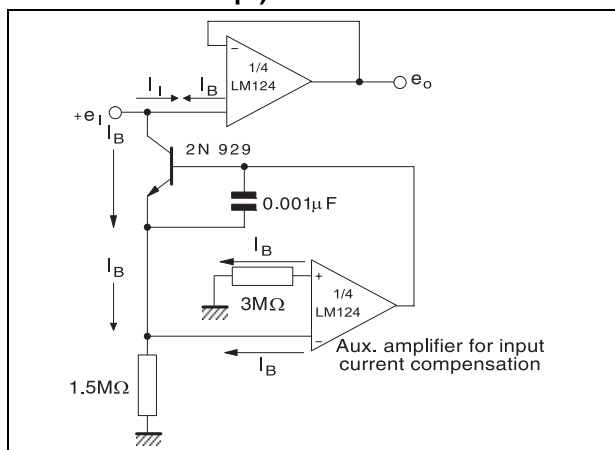 1/4
LM124
I_I
I_B
+e_I
e_o
I_B
2N 929
0.001μF
I_B
I_B
1/4
LM124
3MΩ
I_B
Aux. amplifier for input
current compensation
1.5MΩ